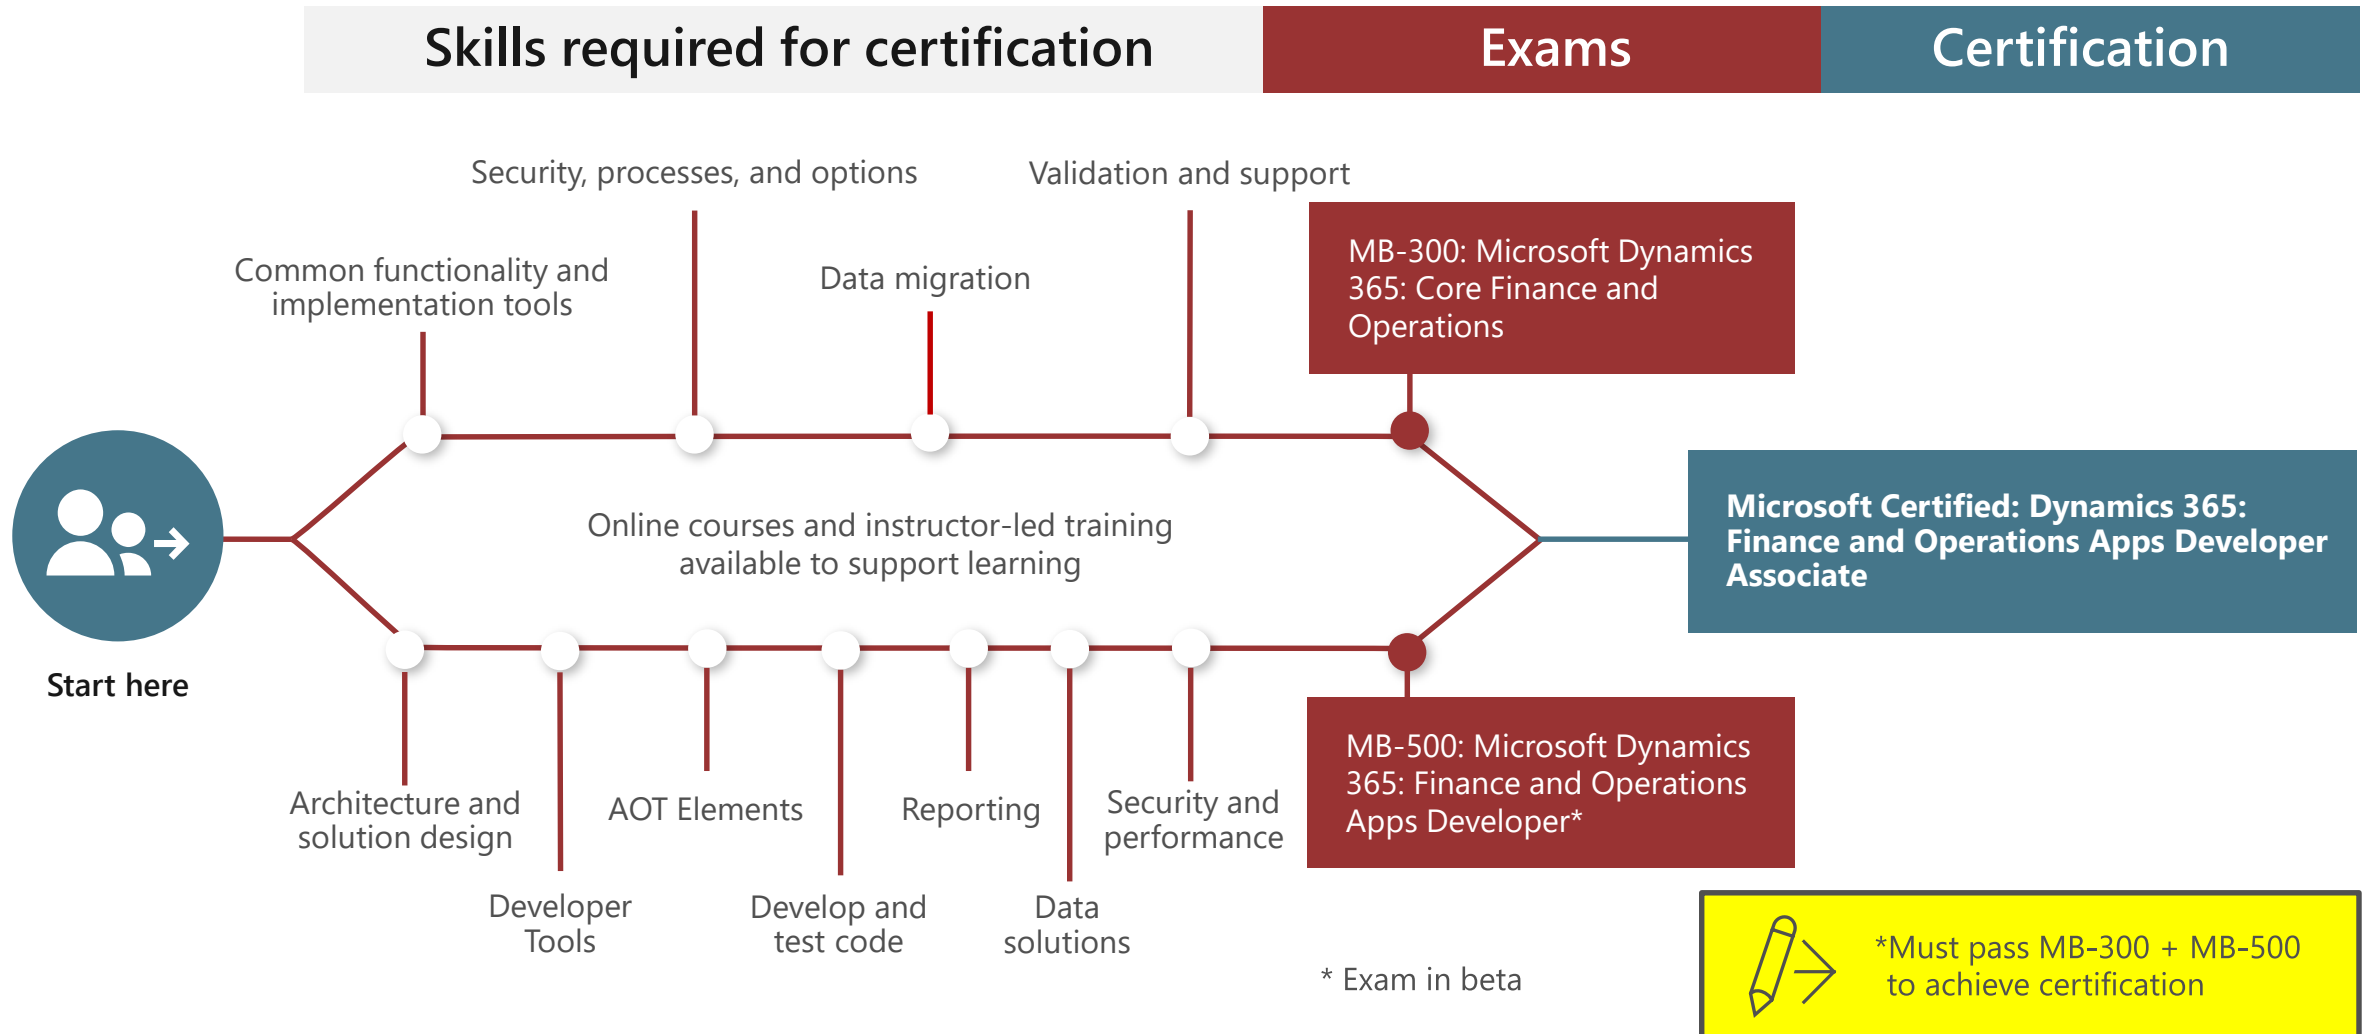 Skills required for certification
Exams
Certification
Security, processes, and options
Validation and support
Common functionality and
implementation tools
Data migration
MB-300: Microsoft Dynamics
365: Core Finance and
Operations
Online courses and instructor-led training
available to support learning
Microsoft Certified: Dynamics 365:
Finance and Operations Apps Developer
Associate
Start here
Architecture and
solution design
Developer
Tools
AOT Elements
Develop and
test code
Reporting
Data
solutions
Security and
performance
MB-500: Microsoft Dynamics
365: Finance and Operations
Apps Developer*
* Exam in beta
*Must pass MB-300 + MB-500
to achieve certification